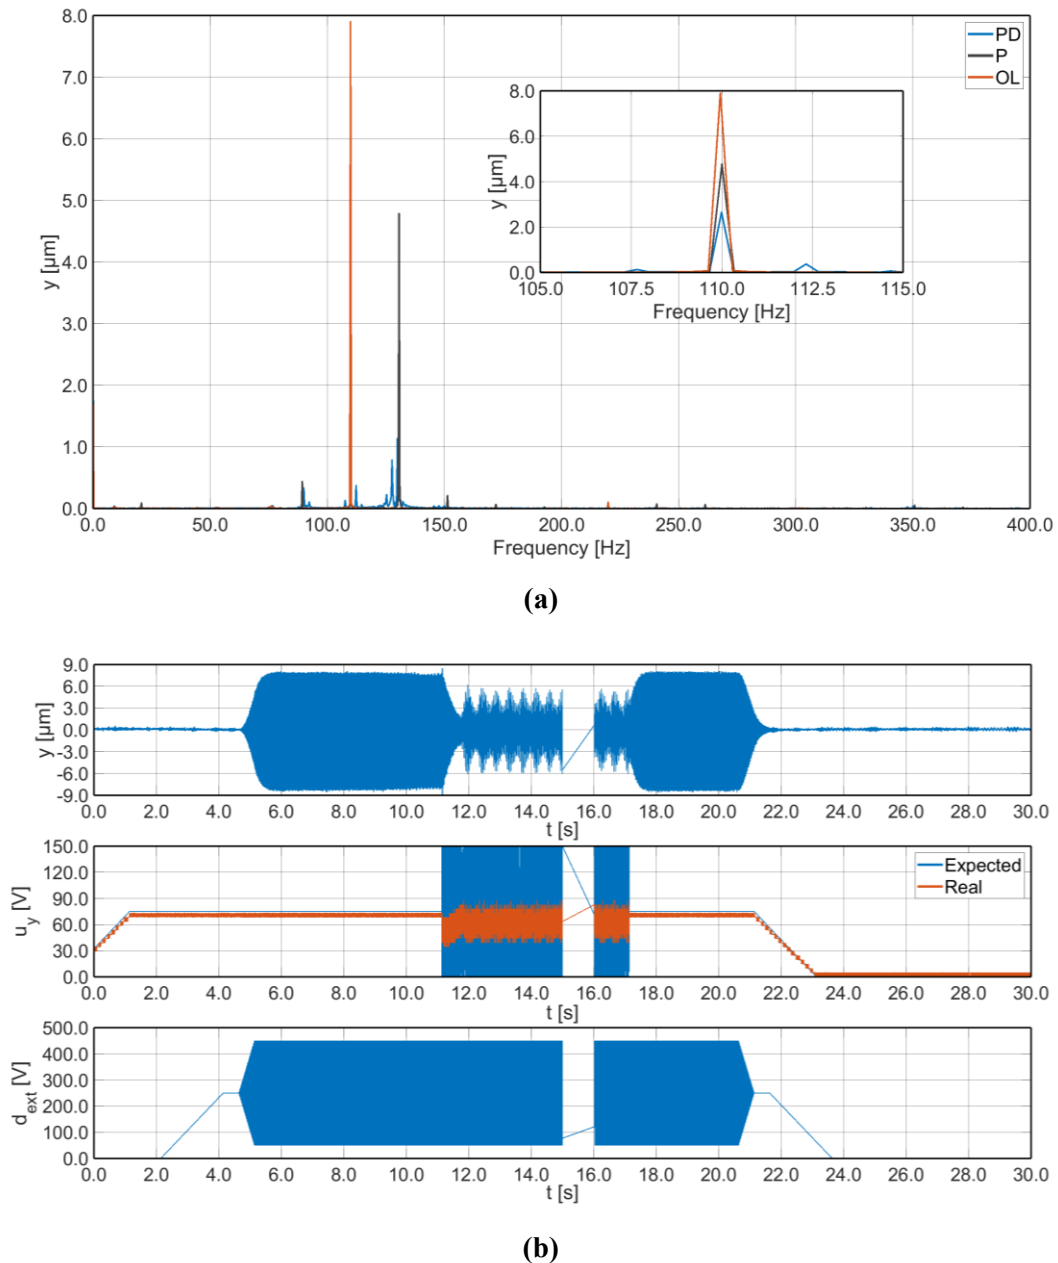 8.0
7.0
6.0
5.0
4.0
3.0
2.0
1.0
0.0
y [µm]
0.0 50.0 100.0 150.0 200.0 250.0 300.0 350.0 400.0
Frequency [Hz]
PD
P
OL
8.0
6.0
4.0
2.0
0.0
y [µm]
105.0 107.5 110.0 112.5 115.0
Frequency [Hz]
(a)
9.0
6.0
3.0
0.0
-3.0
-6.0
-9.0
y [µm]
0.0 2.0 4.0 6.0 8.0 10.0 12.0 14.0 16.0 18.0 20.0 22.0 24.0 26.0 28.0 30.0
t [s]
150.0
120.0
90.0
60.0
30.0
0.0
u_y [V]
Expected
Real
0.0 2.0 4.0 6.0 8.0 10.0 12.0 14.0 16.0 18.0 20.0 22.0 24.0 26.0 28.0 30.0
t [s]
500.0
400.0
300.0
200.0
100.0
0.0
d_ext [V]
0.0 2.0 4.0 6.0 8.0 10.0 12.0 14.0 16.0 18.0 20.0 22.0 24.0 26.0 28.0 30.0
t [s]
(b)